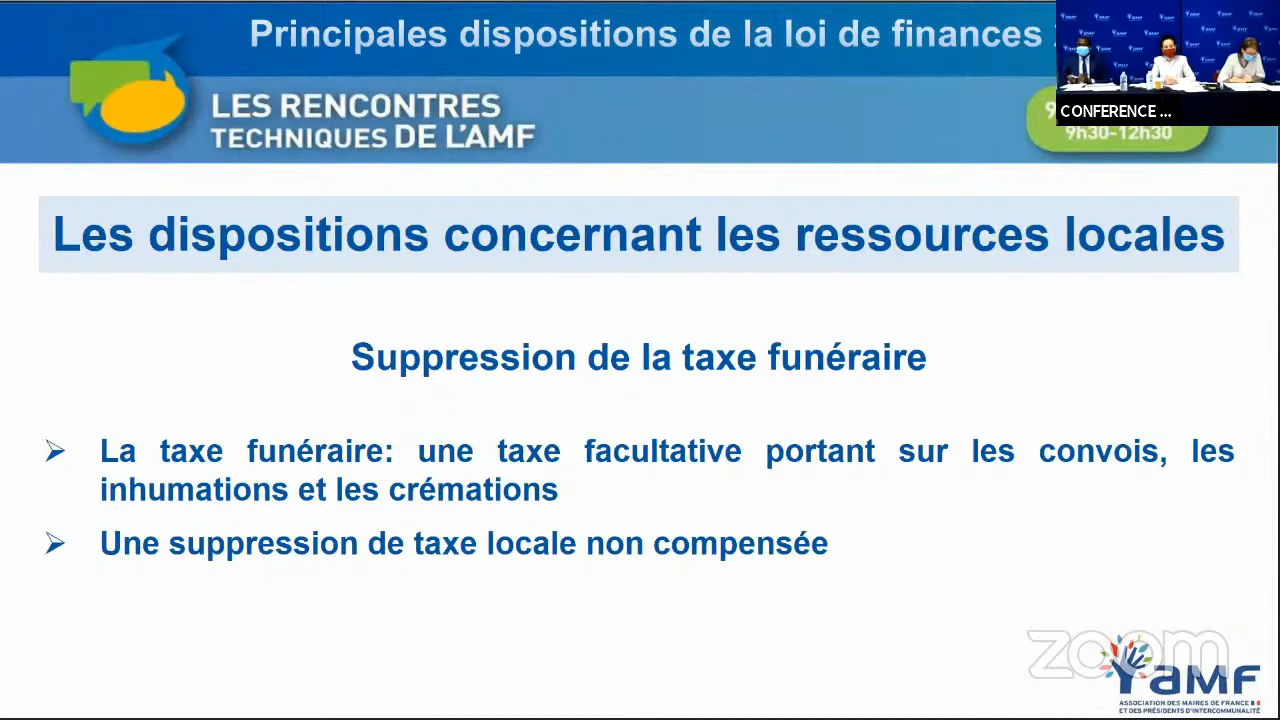 Principales dispositions de la loi de finances
LES RENCONTRES
TECHNIQUES DE L'AMF
CONFERENCE ...
9h30-12h30
Les dispositions concernant les ressources locales
Suppression de la taxe funéraire
La taxe funéraire: une taxe facultative portant sur les convois, les
inhumations et les crémations
Une suppression de taxe locale non compensée
zoom
aMF
ASSOCIATION DES MAIRES DE FRANCE
ET DES PRÉSIDENTS D'INTERCOMMUNALITÉ